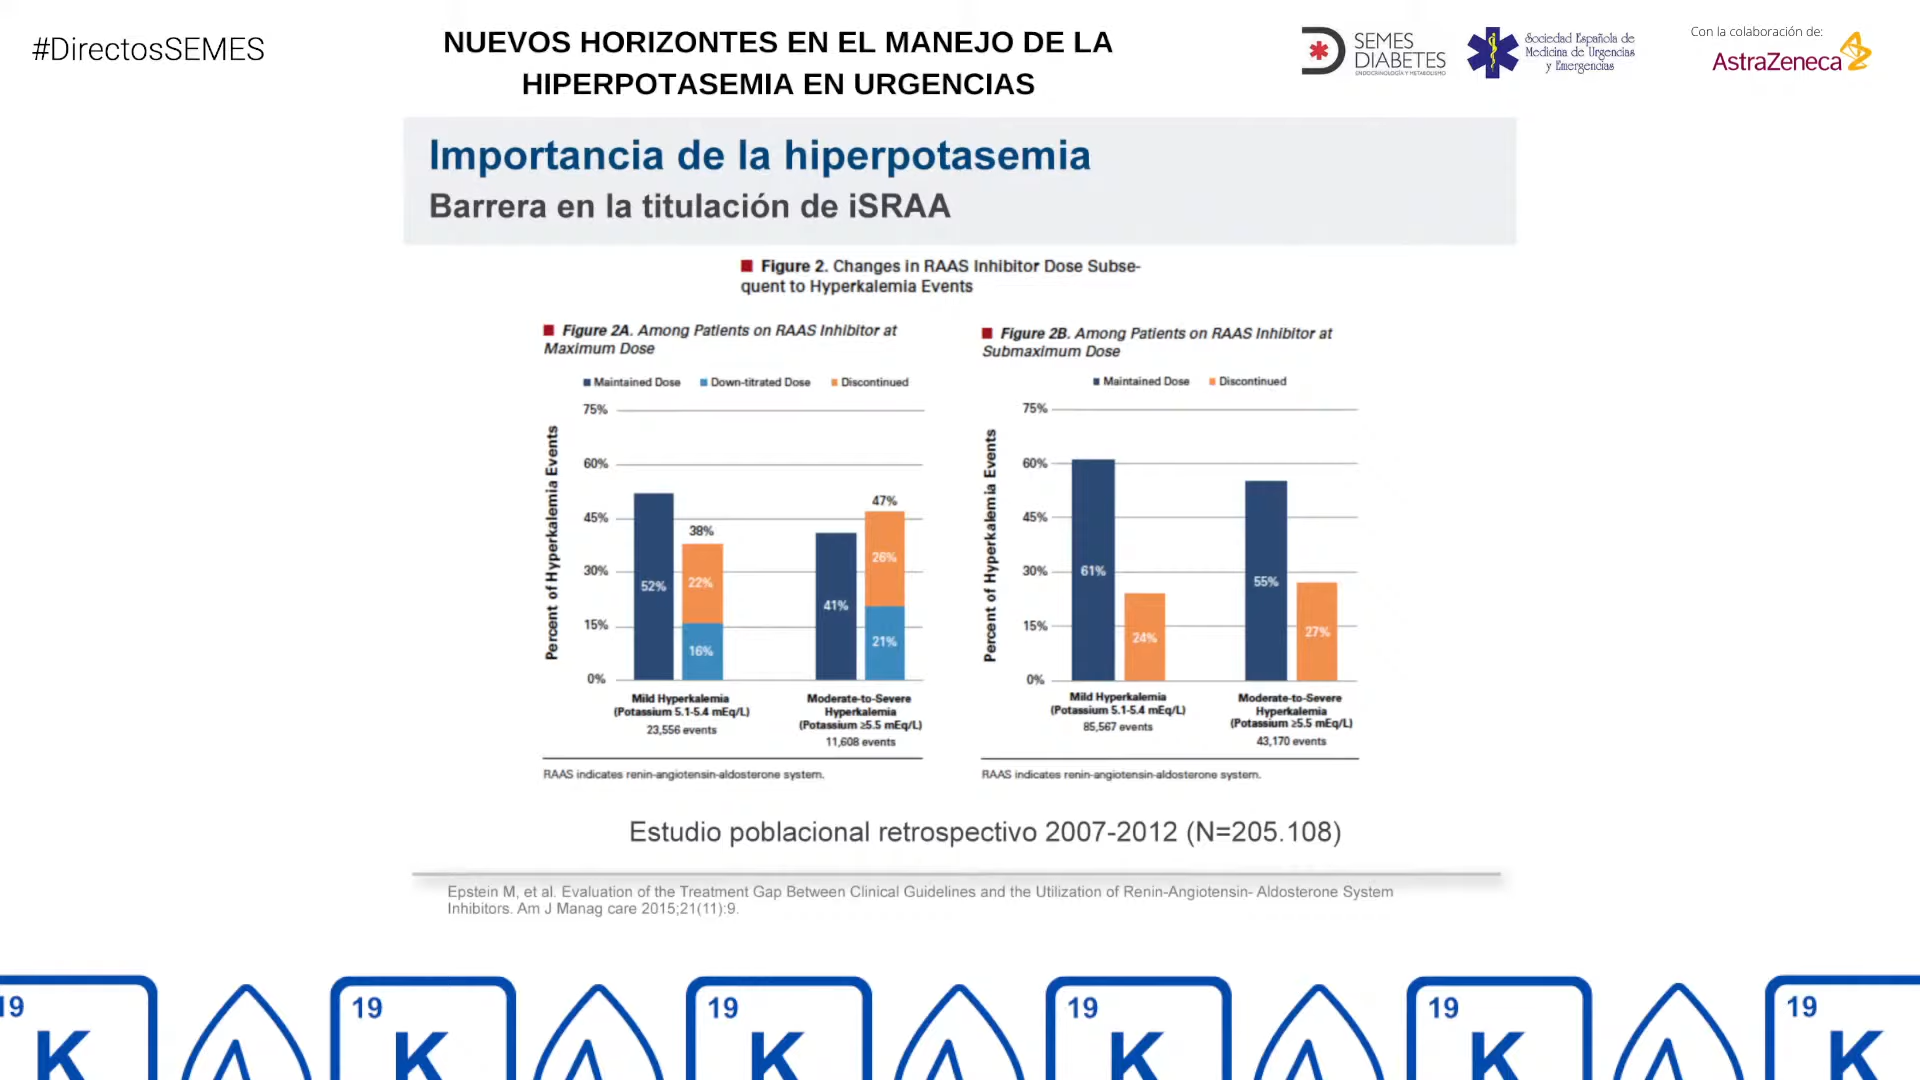 #DirectosSEMES
NUEVOS HORIZONTES EN EL MANEJO DE LA
HIPERPOTASEMIA EN URGENCIAS
SEMES
DIABETES
ENDOCRINOLOGÍA Y METABOLISMO
Sociedad Española de
Medicina de Urgencias
y Emergencias
Con la colaboración de:
AstraZeneca
Importancia de la hiperpotasemia
Barrera en la titulación de iSRAA
Figure 2. Changes in RAAS Inhibitor Dose Subse-
quent to Hyperkalemia Events
Figure 2A. Among Patients on RAAS Inhibitor at
Maximum Dose
Maintained Dose Down-titrated Dose Discontinued
Percent of Hyperkalemia Events
75%
60%
45%
30%
15%
0%
52%
38%
22%
16%
41%
47%
26%
21%
Mild Hyperkalemia
(Potassium 5.1-5.4 mEq/L)
23,556 events
Moderate-to-Severe
Hyperkalemia
(Potassium ≥5.5 mEq/L)
11,608 events
RAAS indicates renin-angiotensin-aldosterone system.
Figure 2B. Among Patients on RAAS Inhibitor at
Submaximum Dose
Maintained Dose Discontinued
Percent of Hyperkalemia Events
75%
60%
45%
30%
15%
0%
61%
24%
55%
27%
Mild Hyperkalemia
(Potassium 5.1-5.4 mEq/L)
85,567 events
Moderate-to-Severe
Hyperkalemia
(Potassium ≥5.5 mEq/L)
43,170 events
RAAS indicates renin-angiotensin-aldosterone system.
Estudio poblacional retrospectivo 2007-2012 (N=205.108)
Epstein M, et al. Evaluation of the Treatment Gap Between Clinical Guidelines and the Utilization of Renin-Angiotensin- Aldosterone System
Inhibitors. Am J Manag care 2015;21(11):9.
19 19 19 19 19 19
K K K K K K